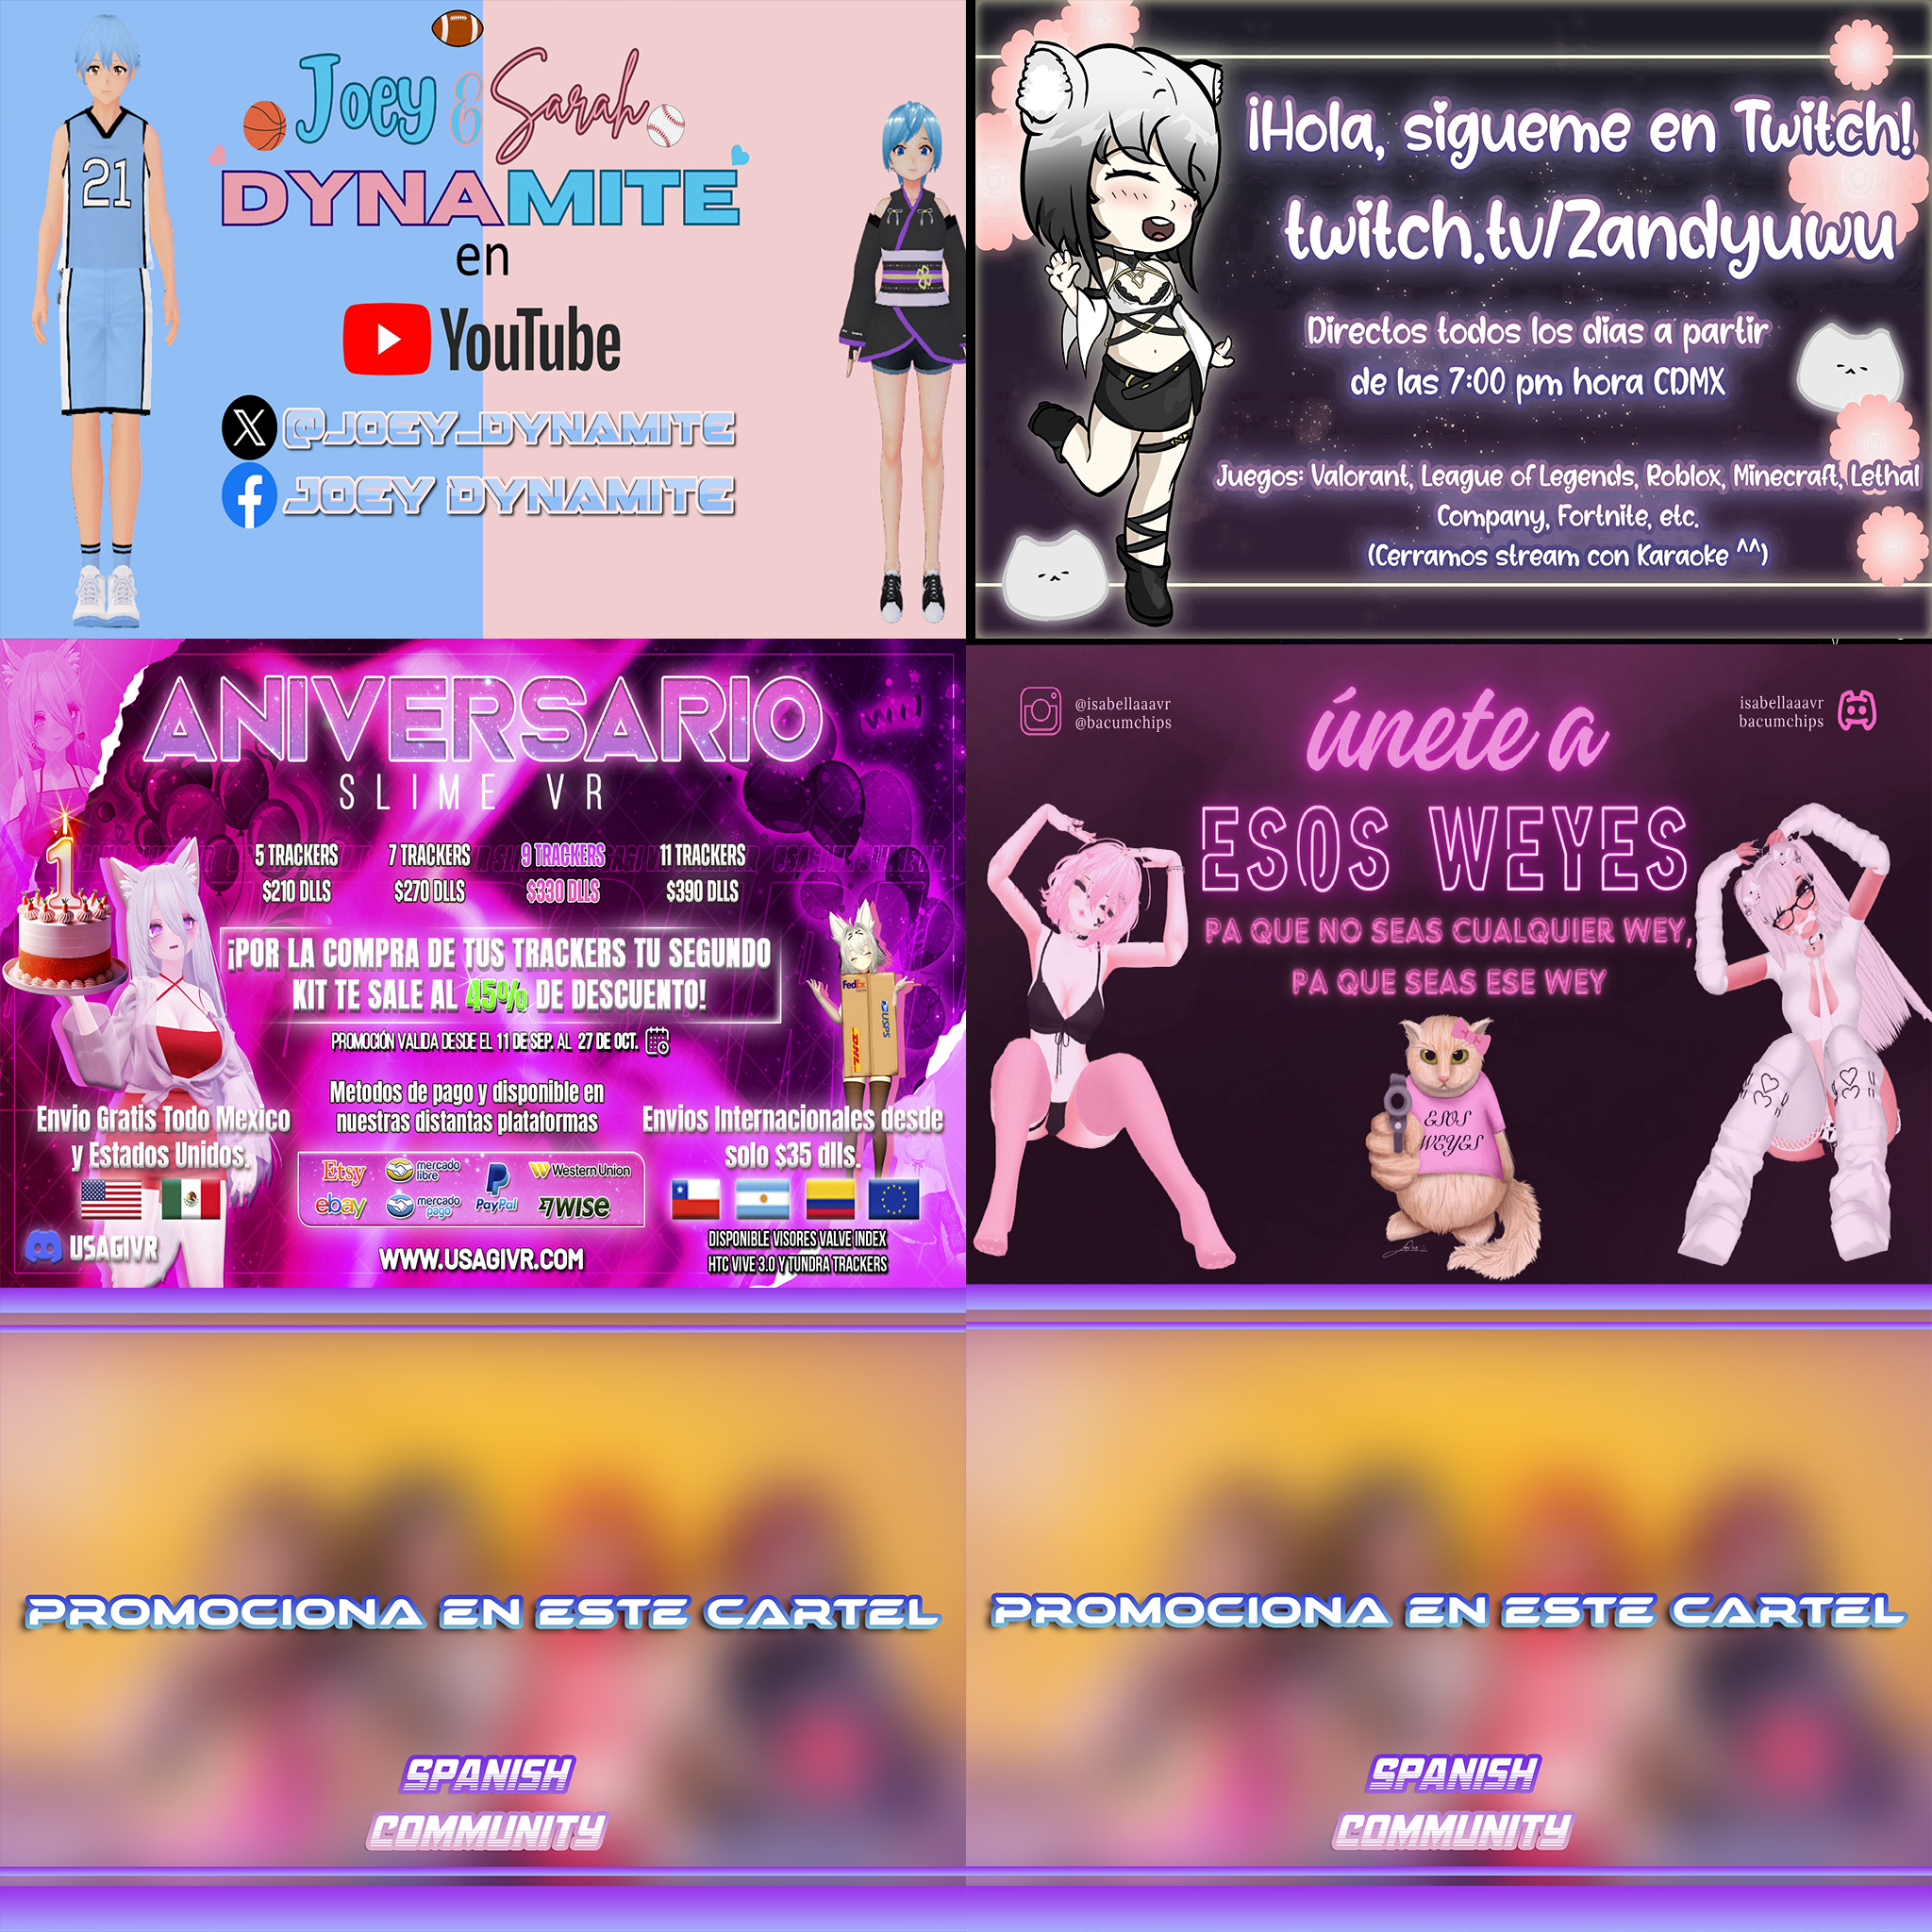 Joey & Sarah
DYNAMITE
en
YouTube
@JOEY_DYNAMITE
JOEY DYNAMITE
21
¡Hola, sigueme en Twitch!
twitch.tv/Zandyuwu
Directos todos los dias a partir
de las 7:00 pm hora CDMX
Juegos: Valorant, League of Legends, Roblox, Minecraft, Lethal
Company, Fortnite, etc.
(Cerramos stream con Karaoke ^^)
ANIVERSARIO
SLIME VR
5 TRACKERS 7 TRACKERS 9 TRACKERS 11 TRACKERS
$210 DLLS $270 DLLS $330 DLLS $390 DLLS
¡POR LA COMPRA DE TUS TRACKERS TU SEGUNDO
KIT TE SALE AL 45% DE DESCUENTO!
PROMOCIÓN VALIDA DESDE EL 11 DE SEP. AL 27 DE OCT.
1
FedEx
USPS
DHL
Metodos de pago y disponible en
nuestras distantas plataformas
Envio Gratis Todo Mexico
y Estados Unidos.
Envios Internacionales desde
solo $35 dlls.
Etsy mercado libre PayPal Western Union
ebay mercado pago WISE
USAGIVR
WWW.USAGIVR.COM
DISPONIBLE VISORES VALVE INDEX
HTC VIVE 3.0 Y TUNDRA TRACKERS
@isabellaaavr
@bacumchips
isabellaaavr
bacumchips
únete a
ESOS WEYES
PA QUE NO SEAS CUALQUIER WEY,
PA QUE SEAS ESE WEY
ESOS
WEYES
PROMOCIONA EN ESTE CARTEL
SPANISH
COMMUNITY
PROMOCIONA EN ESTE CARTEL
SPANISH
COMMUNITY